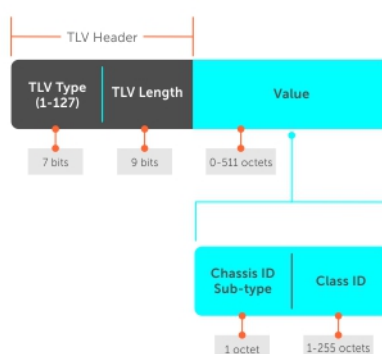 TLV Header
TLV Type
(1-127)
TLV Length
Value
7 bits
9 bits
0-511 octets
Chassis ID
Sub-type
Class ID
1 octet
1-255 octets